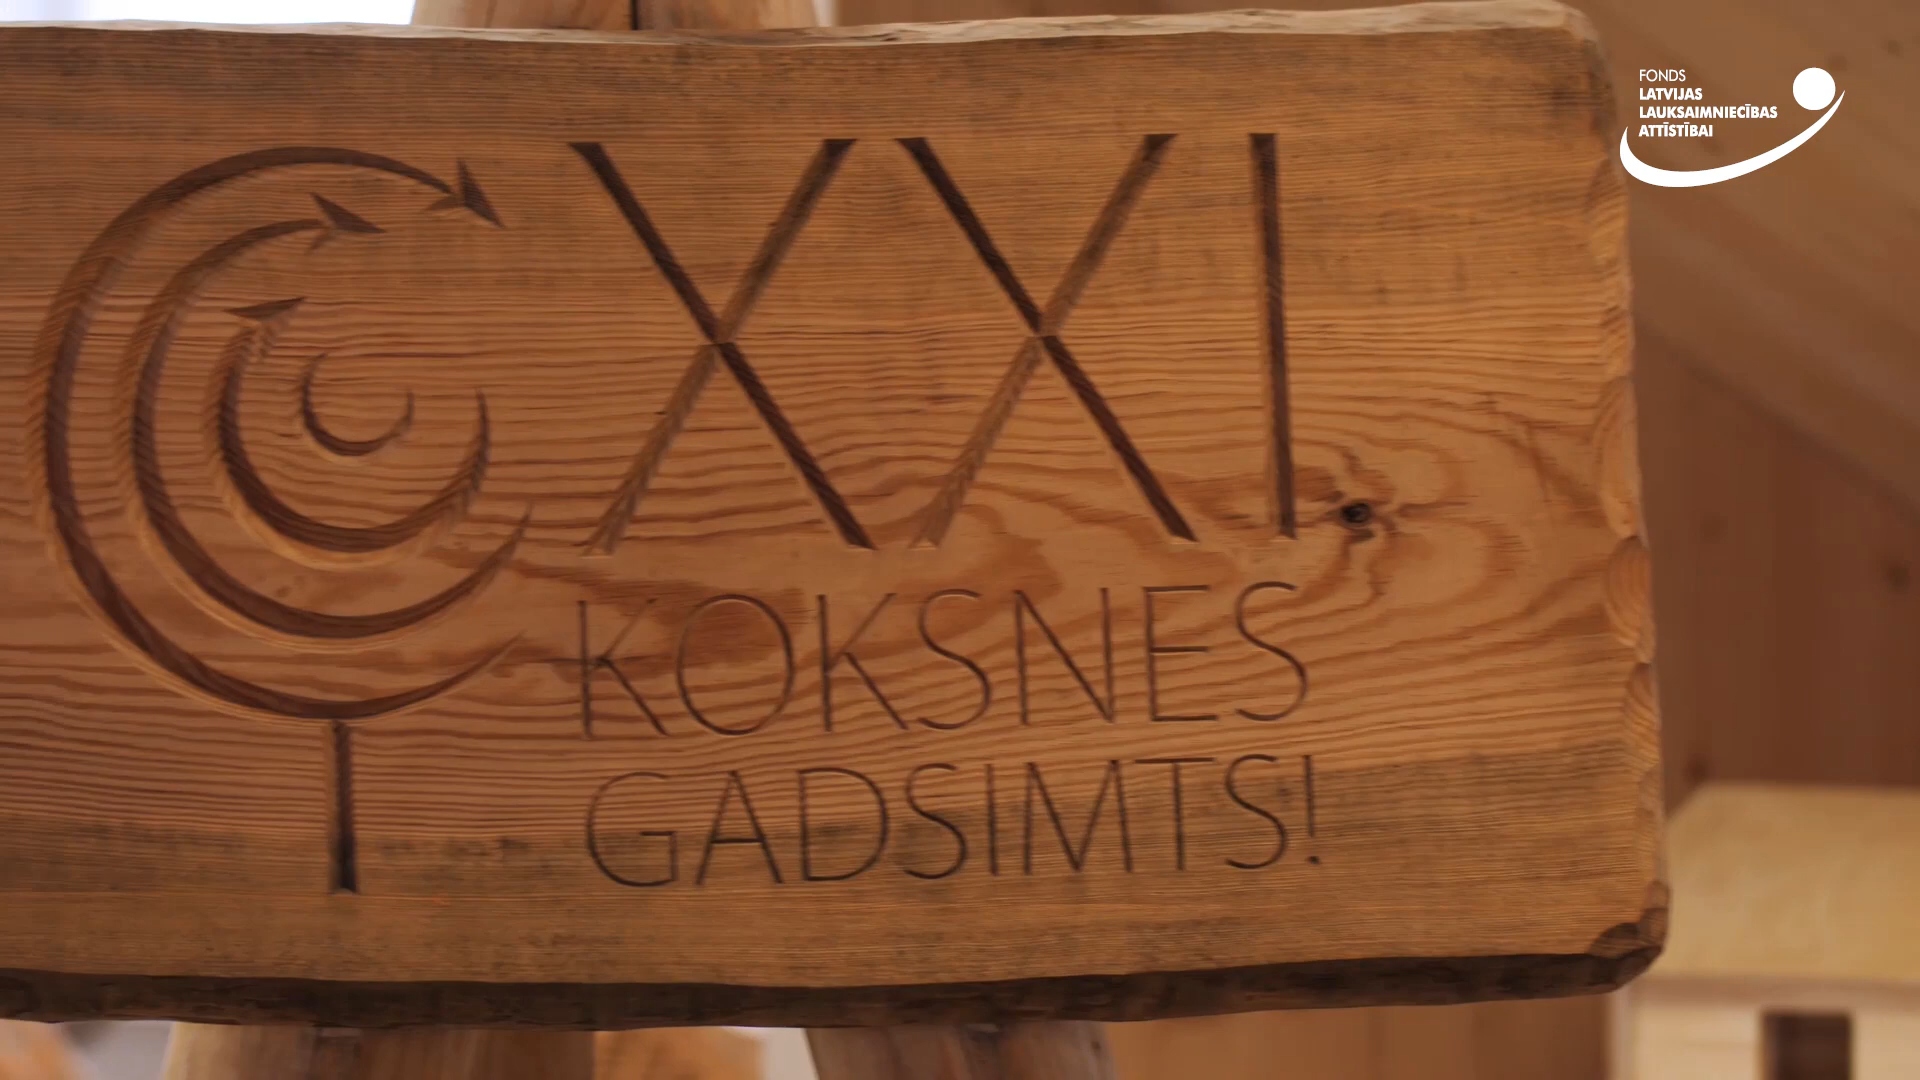 XXI
KOKSNES
GADSIMTS!
FONDS
LATVIJAS
LAUKSAIMNIECĪBAS
ATTĪSTĪBAI